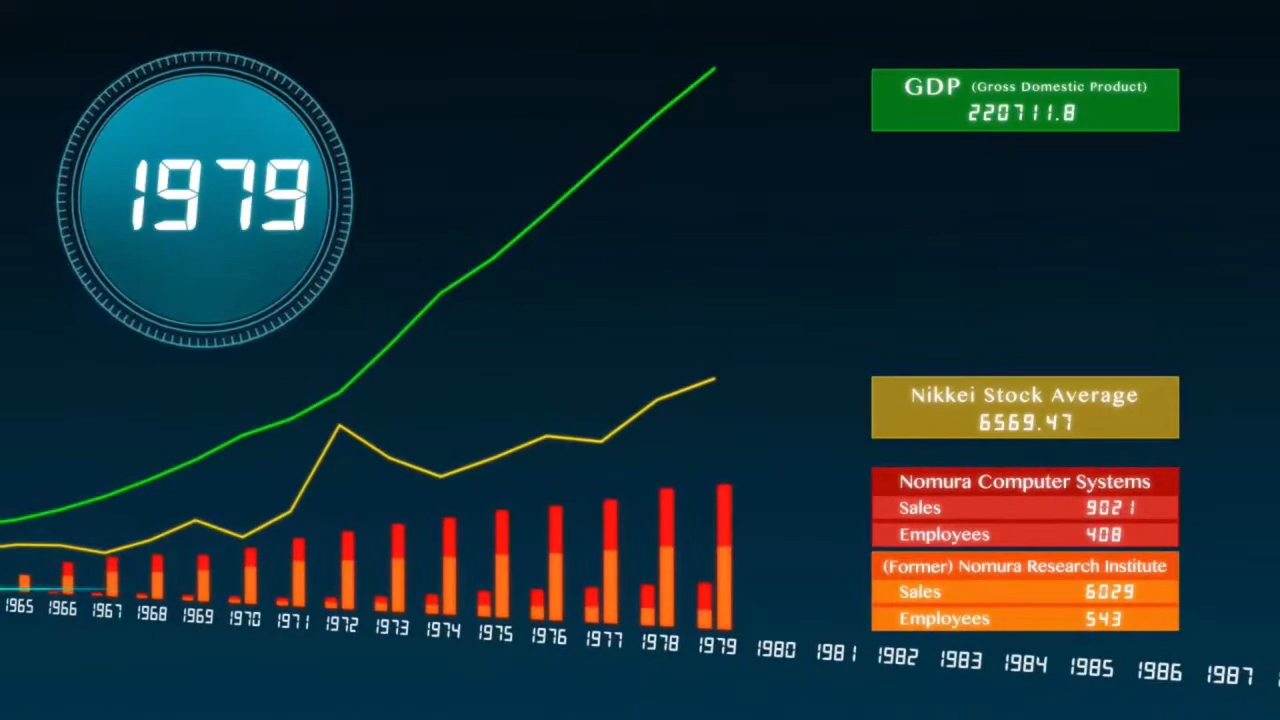 1979
GDP (Gross Domestic Product)
220711.8
Nikkei Stock Average
6569.47
Nomura Computer Systems
Sales 9021
Employees 408
(Former) Nomura Research Institute
Sales 6029
Employees 543
1965 1966 1967 1968 1969 1970 1971 1972 1973 1974 1975 1976 1977 1978 1979 1980 1981 1982 1983 1984 1985 1986 1987